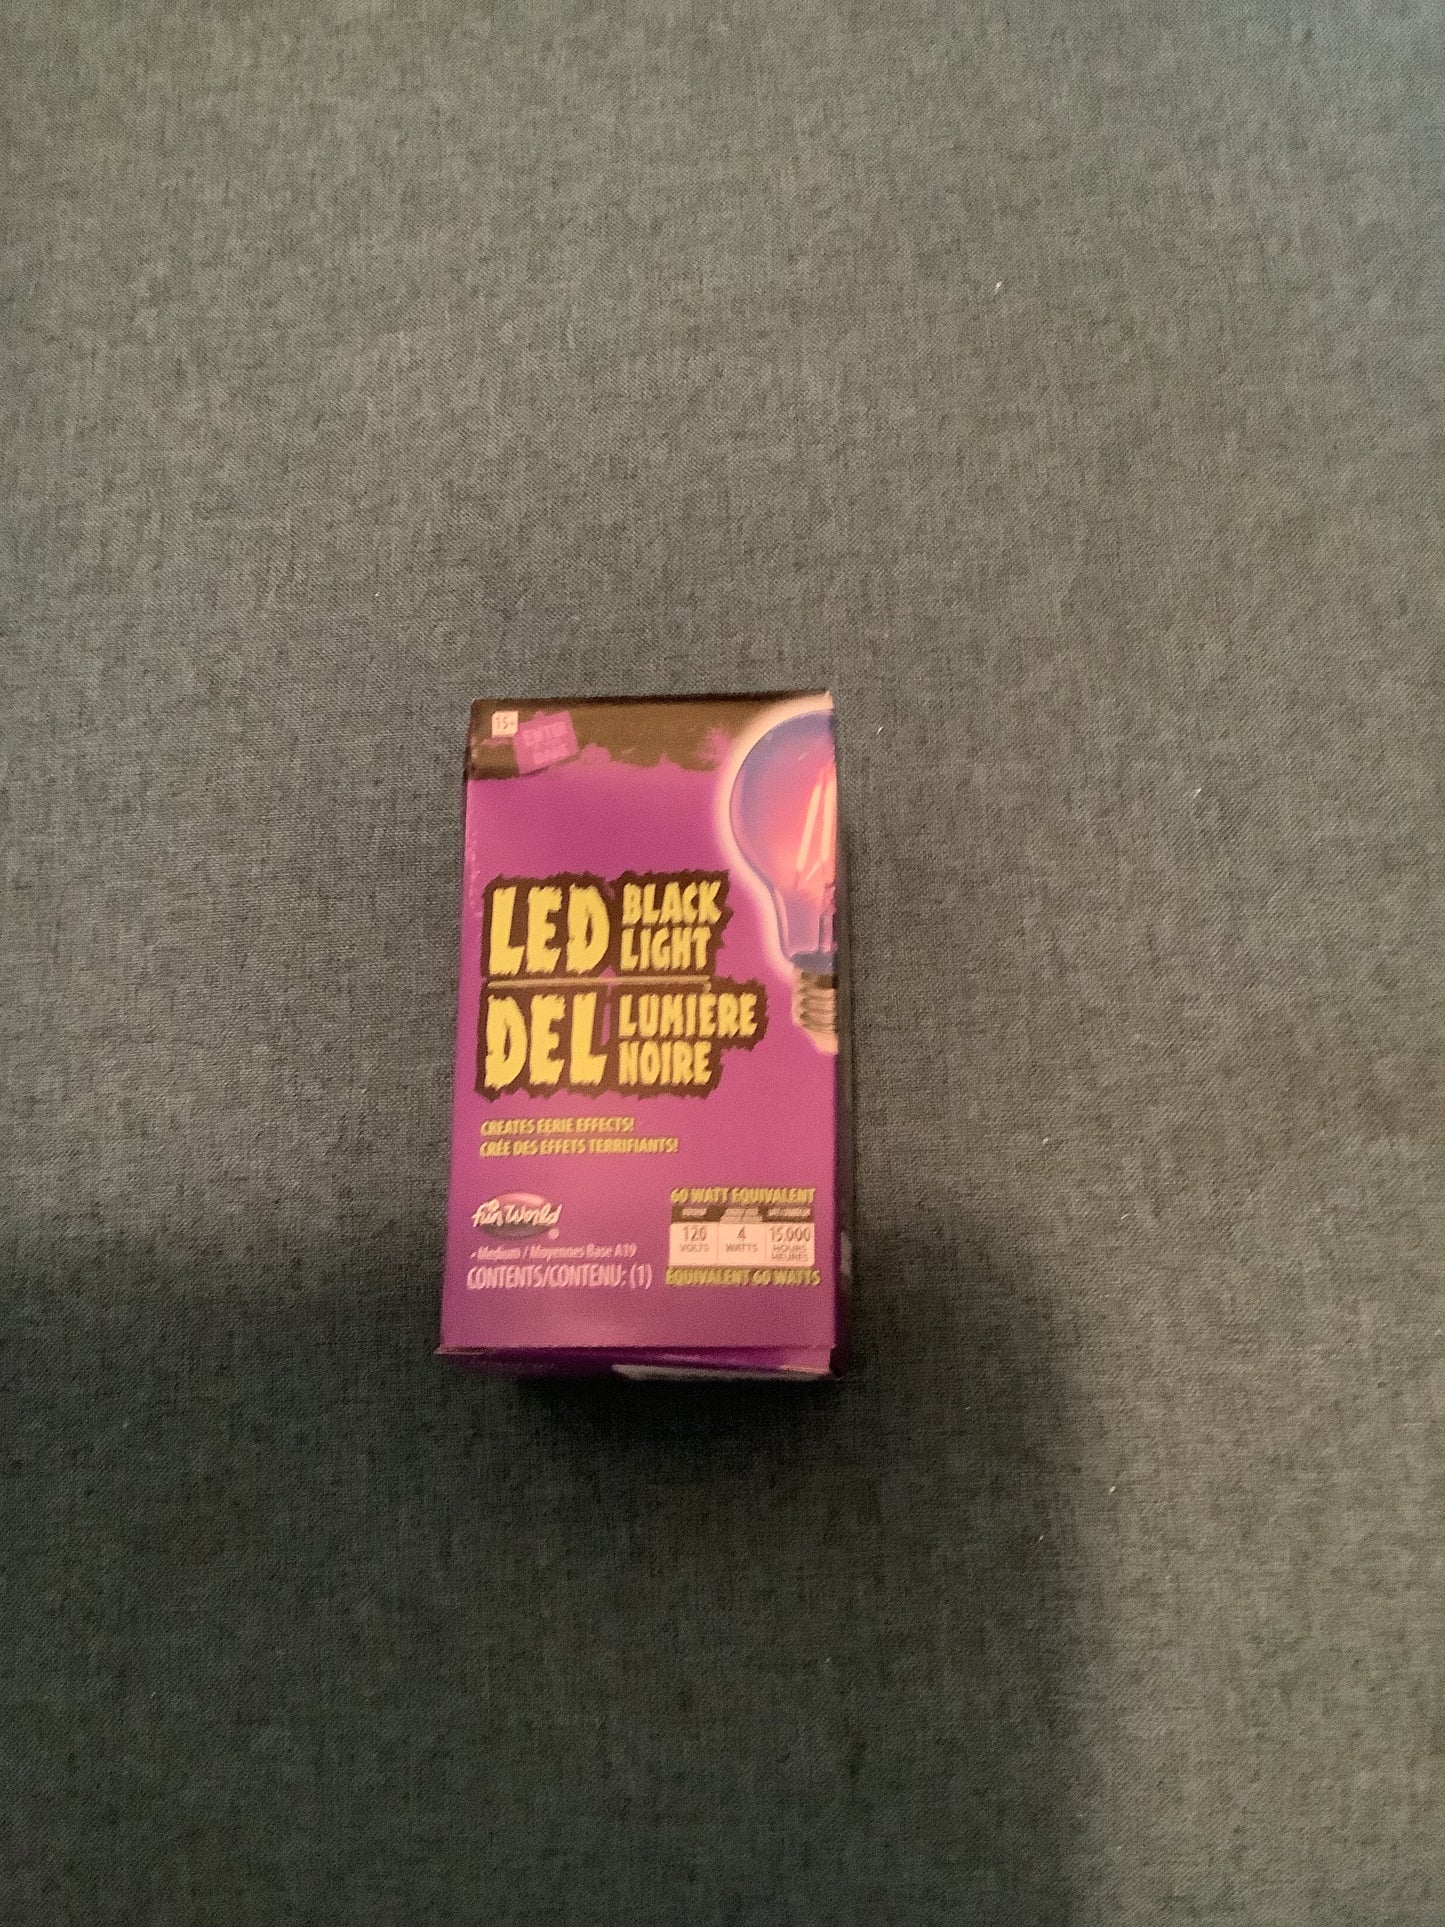 15+
LED BLACK
LIGHT
DEL LUMIÈRE
NOIRE
CREATES EERIE EFFECTS!
CRÉE DES EFFETS TERRIFIANTS!
fun World
• Medium / Moyennes Base A19
CONTENTS/CONTENU: (1)
60 WATT EQUIVALENT
120 4 15,000
VOLTS WATTS HOURS
HEURES
ÉQUIVALENT 60 WATTS